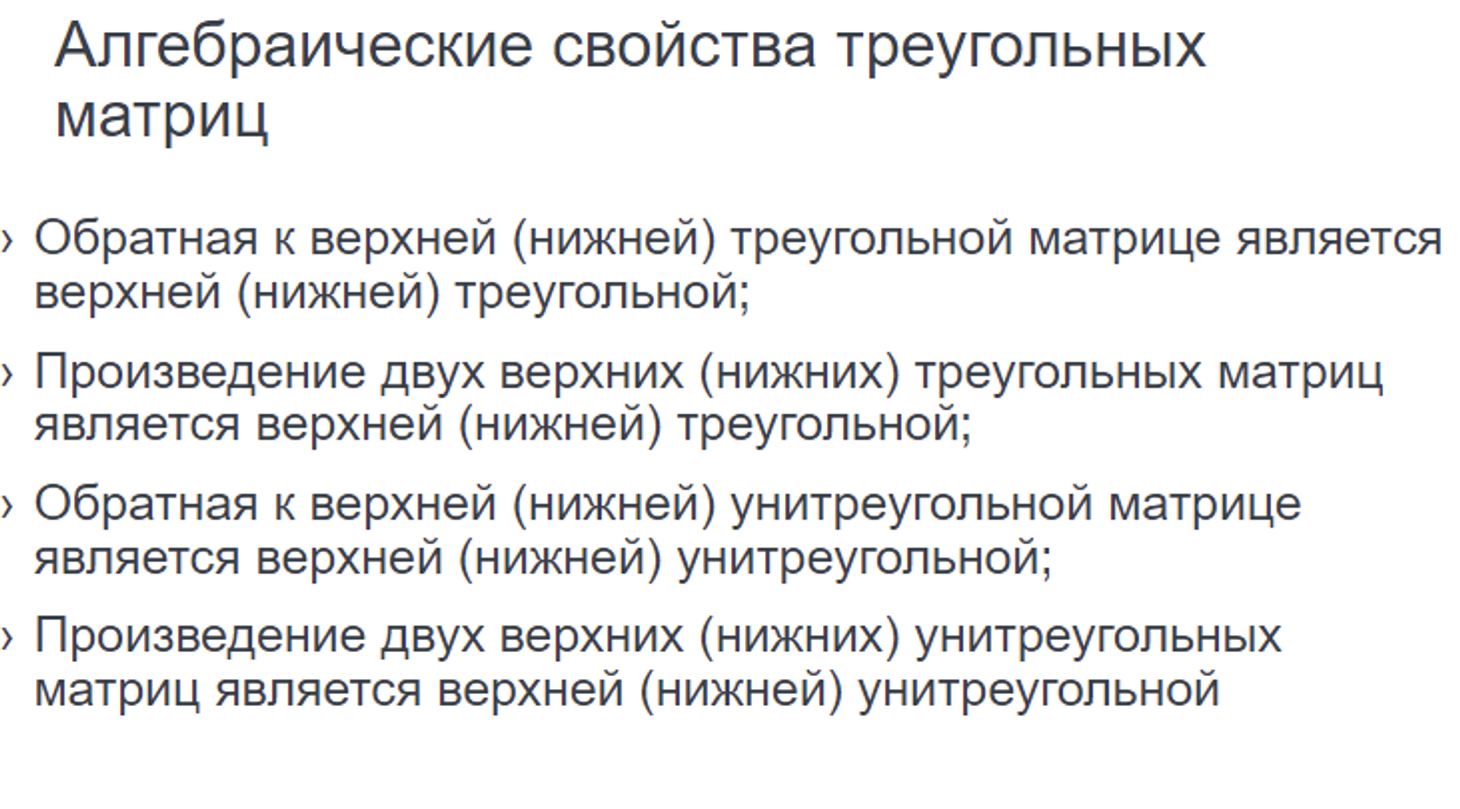 Алгебраические свойства треугольных
матриц
› Обратная к верхней (нижней) треугольной матрице является
верхней (нижней) треугольной;
› Произведение двух верхних (нижних) треугольных матриц
является верхней (нижней) треугольной;
› Обратная к верхней (нижней) унитреугольной матрице
является верхней (нижней) унитреугольной;
› Произведение двух верхних (нижних) унитреугольных
матриц является верхней (нижней) унитреугольной